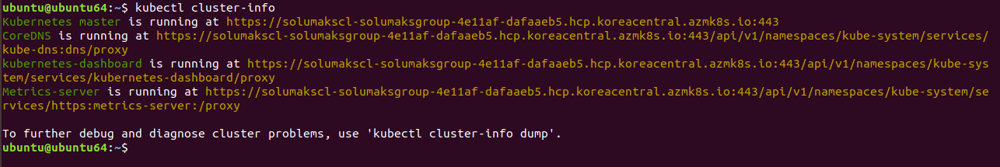 ubuntu@ubuntu64:~$ kubectl cluster-info
Kubernetes master is running at https://solumakscl-solumaksgroup-4e11af-dafaaeb5.hcp.koreacentral.azmk8s.io:443
CoreDNS is running at https://solumakscl-solumaksgroup-4e11af-dafaaeb5.hcp.koreacentral.azmk8s.io:443/api/v1/namespaces/kube-system/services/
kube-dns:dns/proxy
kubernetes-dashboard is running at https://solumakscl-solumaksgroup-4e11af-dafaaeb5.hcp.koreacentral.azmk8s.io:443/api/v1/namespaces/kube-sys
tem/services/kubernetes-dashboard/proxy
Metrics-server is running at https://solumakscl-solumaksgroup-4e11af-dafaaeb5.hcp.koreacentral.azmk8s.io:443/api/v1/namespaces/kube-system/se
rvices/https:metrics-server:/proxy
To further debug and diagnose cluster problems, use 'kubectl cluster-info dump'.
ubuntu@ubuntu64:~$